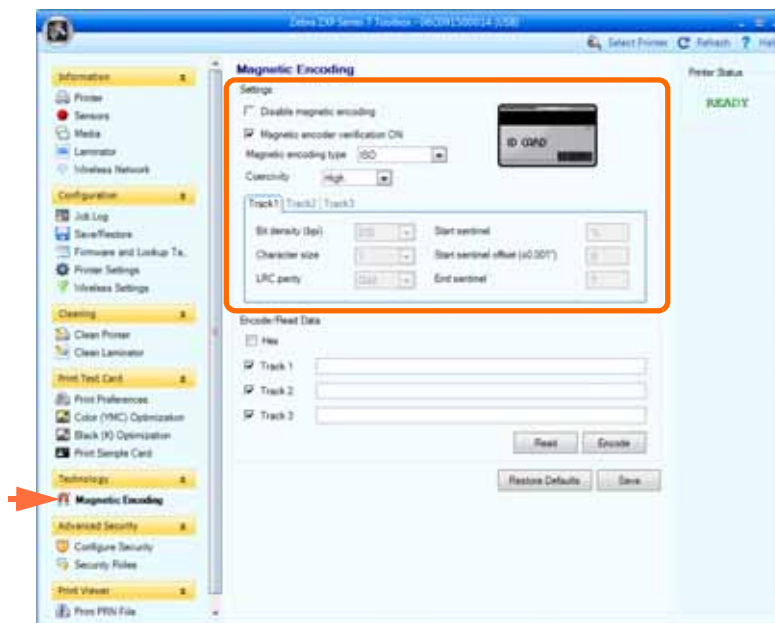 Zebra ZXP Series 7 Toolbox - 06C091500014 (USB)
Select Printer Refresh ? Help
Information
Printer
Sensors
Media
Laminator
Wireless Network
Configuration
Job Log
Save/Restore
Firmware and Lookup Ta..
Printer Settings
Wireless Settings
Cleaning
Clean Printer
Clean Laminator
Print Test Card
Print Preferences
Color (YMC) Optimization
Black (K) Optimization
Print Sample Card
Technology
Magnetic Encoding
Advanced Security
Configure Security
Security Roles
Print Viewer
Print PRN File
Magnetic Encoding
Settings
Disable magnetic encoding
Magnetic encoder verification ON
Magnetic encoding type ISO
Coercivity High
ID CARD
Track1 Track2 Track3
Bit density (bpi) 210 Start sentinel %
Character size 7 Start sentinel offset (x0.001")
LRC parity Start End sentinel ?
Encode/Read Data
Hex
Track 1
Track 2
Track 3
Read Encode
Restore Defaults Save
Printer Status
READY